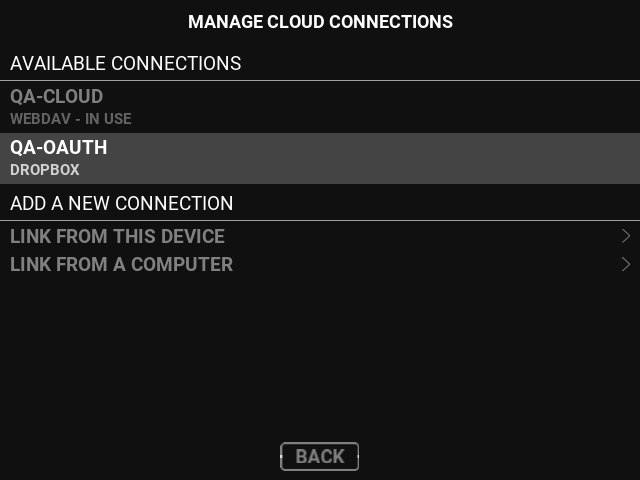 MANAGE CLOUD CONNECTIONS
AVAILABLE CONNECTIONS
QA-CLOUD
WEBDAV - IN USE
QA-OAUTH
DROPBOX
ADD A NEW CONNECTION
LINK FROM THIS DEVICE
LINK FROM A COMPUTER
BACK